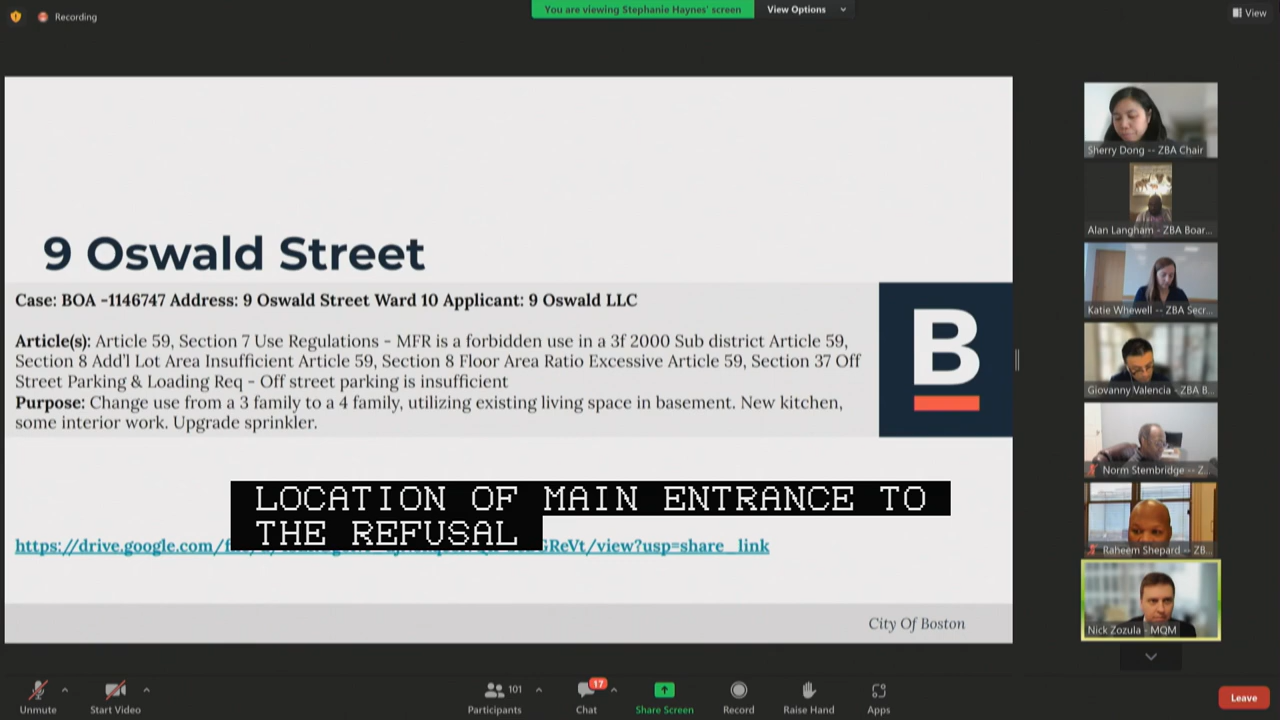 Recording
You are viewing Stephanie Haynes' screen
View Options
View
9 Oswald Street
Case: BOA -1146747 Address: 9 Oswald Street Ward 10 Applicant: 9 Oswald LLC
Article(s): Article 59, Section 7 Use Regulations - MFR is a forbidden use in a 3f 2000 Sub district Article 59,
Section 8 Add'l Lot Area Insufficient Article 59, Section 8 Floor Area Ratio Excessive Article 59, Section 37 Off
Street Parking & Loading Req - Off street parking is insufficient
Purpose: Change use from a 3 family to a 4 family, utilizing existing living space in basement. New kitchen,
some interior work. Upgrade sprinkler.
B
LOCATION OF MAIN ENTRANCE TO
THE REFUSAL
https://drive.google.com/f
ReVt/view?usp=share_link
City Of Boston
Sherry Dong -- ZBA Chair
Alan Langham - ZBA Boar...
Katie Whewell -- ZBA Secr...
Giovanny Valencia -- ZBA B...
Norm Stembridge -- Z...
Raheem Shepard -- ZB...
Nick Zozula - MQM
Unmute
Start Video
Participants
101
Chat
17
Share Screen
Record
Raise Hand
Apps
Leave